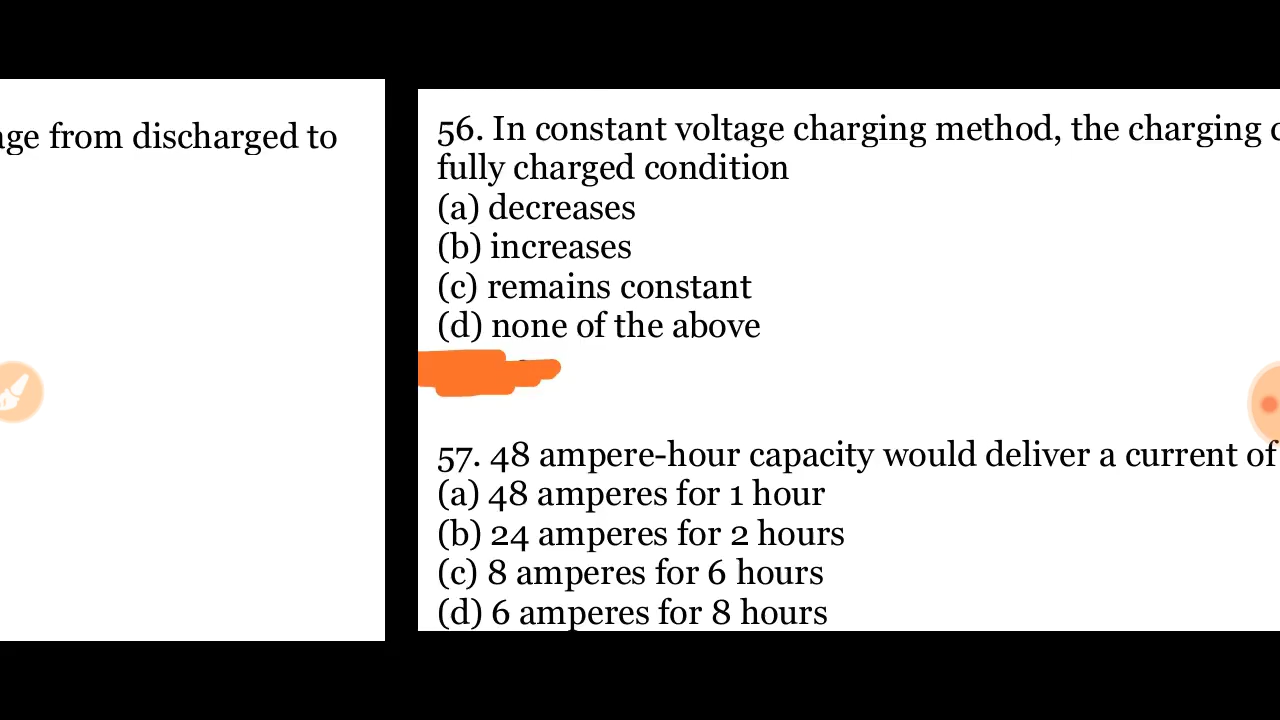 from discharged to
56. In constant voltage charging method, the charging
fully charged condition
(a) decreases
(b) increases
(c) remains constant
(d) none of the above
57. 48 ampere-hour capacity would deliver a current of
(a) 48 amperes for 1 hour
(b) 24 amperes for 2 hours
(c) 8 amperes for 6 hours
(d) 6 amperes for 8 hours